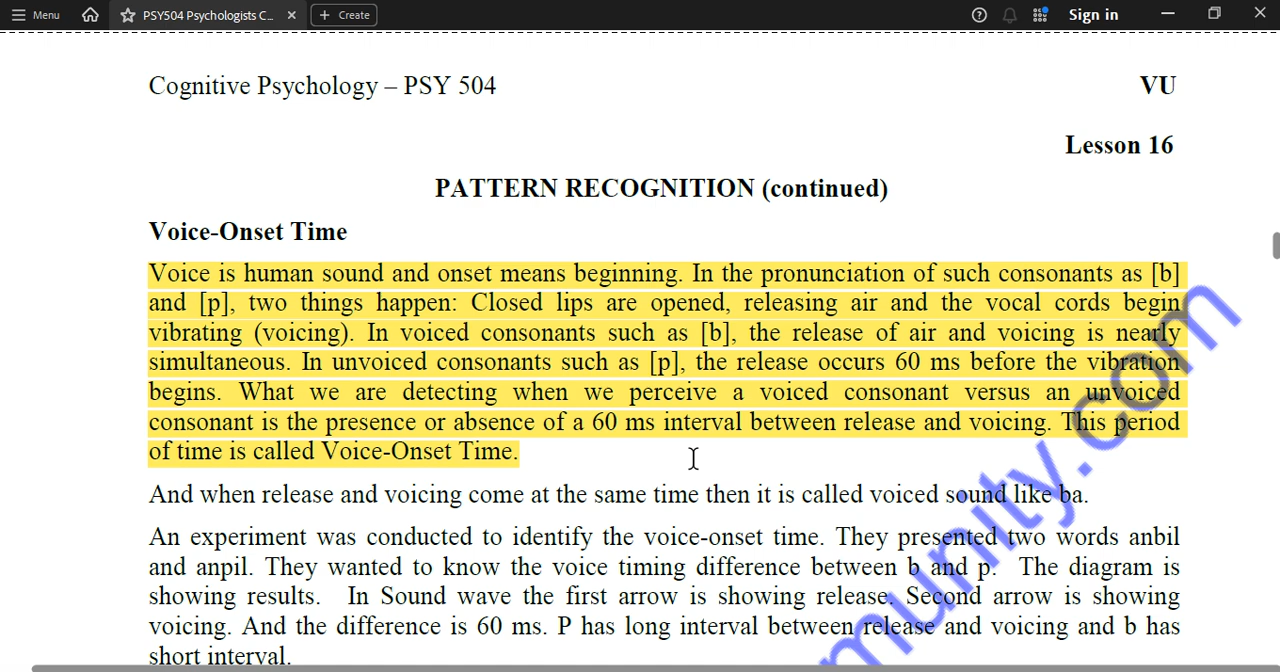 Menu
PSY504 Psychologists C...
Create
Sign in
Cognitive Psychology – PSY 504
VU
Lesson 16
PATTERN RECOGNITION (continued)
Voice-Onset Time
Voice is human sound and onset means beginning. In the pronunciation of such consonants as [b]
and [p], two things happen: Closed lips are opened, releasing air and the vocal cords begin
vibrating (voicing). In voiced consonants such as [b], the release of air and voicing is nearly
simultaneous. In unvoiced consonants such as [p], the release occurs 60 ms before the vibration
begins. What we are detecting when we perceive a voiced consonant versus an unvoiced
consonant is the presence or absence of a 60 ms interval between release and voicing. This period
of time is called Voice-Onset Time.
And when release and voicing come at the same time then it is called voiced sound like ba.
An experiment was conducted to identify the voice-onset time. They presented two words anbil
and anpil. They wanted to know the voice timing difference between b and p. The diagram is
showing results. In Sound wave the first arrow is showing release. Second arrow is showing
voicing. And the difference is 60 ms. P has long interval between release and voicing and b has
short interval.
munity.com